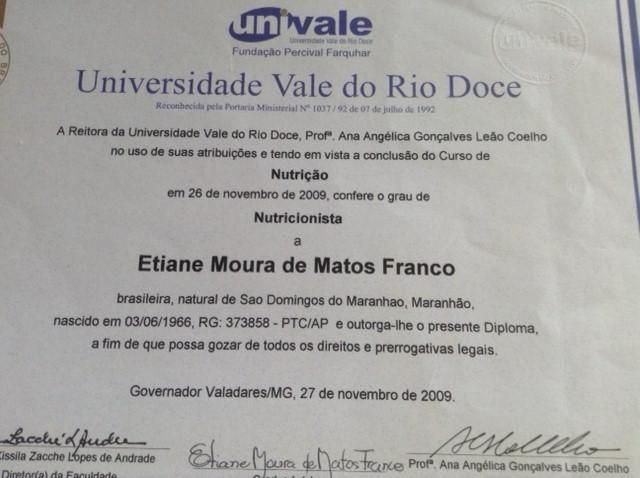 univale
Universidade Vale do Rio Doce
Fundação Percival Farquhar
univale
Universidade Vale do Rio Doce
Reconhecida pela Portaria Ministerial Nº 1037 / 92 de 07 de julho de 1992
A Reitora da Universidade Vale do Rio Doce, Profª. Ana Angélica Gonçalves Leão Coelho
no uso de suas atribuições e tendo em vista a conclusão do Curso de
Nutrição
em 26 de novembro de 2009, confere o grau de
Nutricionista
a
Etiane Moura de Matos Franco
brasileira, natural de Sao Domingos do Maranhao, Maranhão,
nascido em 03/06/1966, RG: 373858 - PTC/AP e outorga-lhe o presente Diploma,
a fim de que possa gozar de todos os direitos e prerrogativas legais.
Governador Valadares/MG, 27 de novembro de 2009.
Etiane Moura de Matos Franco
Kissila Zacche Lopes de Andrade
Profª. Ana Angélica Gonçalves Leão Coelho
Diretor(a) da Faculdade